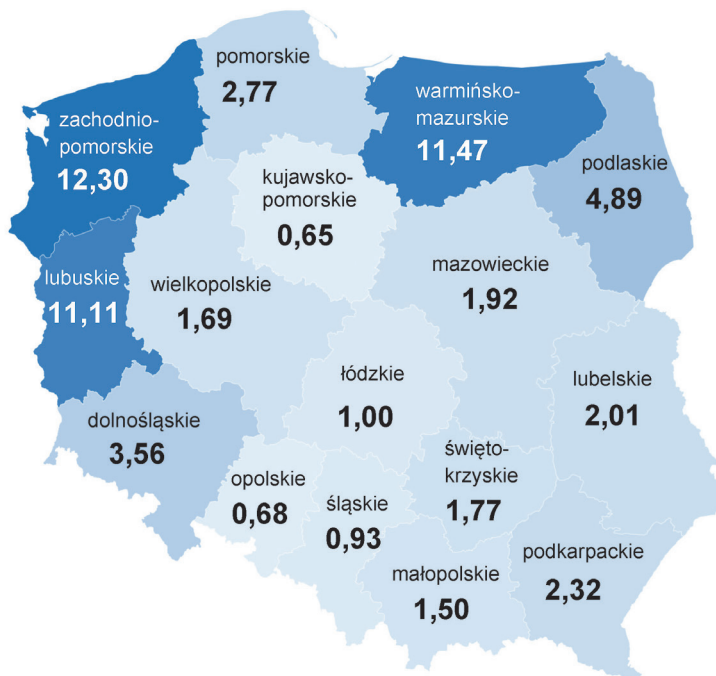 pomorskie
2,77
warmińsko-
mazurskie
11,47
zachodnio-
pomorskie
12,30
podlaskie
4,89
kujawsko-
pomorskie
0,65
lubuskie
11,11
wielkopolskie
1,69
mazowieckie
1,92
łódzkie
1,00
lubelskie
2,01
dolnośląskie
3,56
święto-
krzyskie
1,77
opolskie
0,68
śląskie
0,93
małopolskie
1,50
podkarpackie
2,32